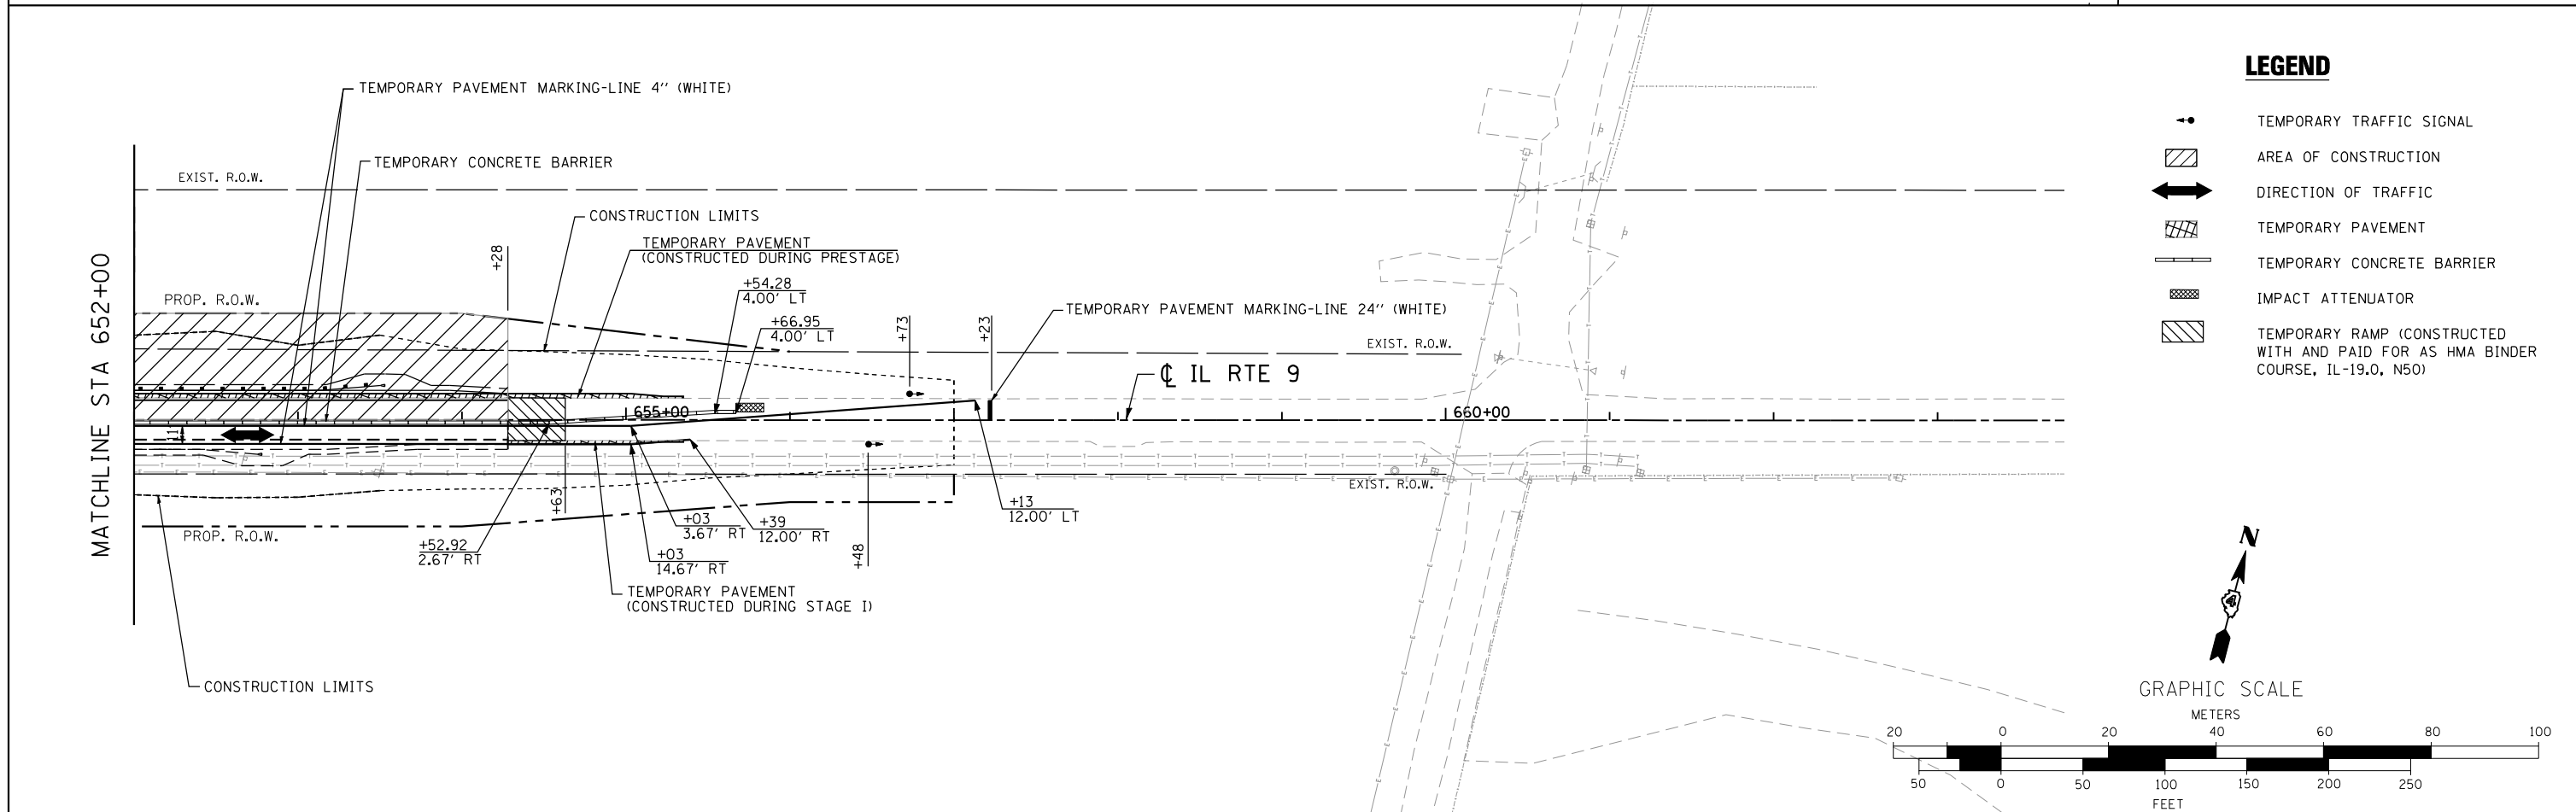 TEMPORARY PAVEMENT MARKING-LINE 4'' (WHITE)
TEMPORARY CONCRETE BARRIER
EXIST. R.O.W.
CONSTRUCTION LIMITS
TEMPORARY PAVEMENT
(CONSTRUCTED DURING PRESTAGE)
+28
+54.28
4.00' LT
+66.95
4.00' LT
+73
+23
TEMPORARY PAVEMENT MARKING-LINE 24'' (WHITE)
PROP. R.O.W.
EXIST. R.O.W.
℄ IL RTE 9
MATCHLINE STA 652+00
655+00
660+00
11'
+63
EXIST. R.O.W.
+03
3.67' RT
+39
12.00' RT
+13
12.00' LT
+48
PROP. R.O.W.
+52.92
2.67' RT
+03
14.67' RT
TEMPORARY PAVEMENT
(CONSTRUCTED DURING STAGE I)
CONSTRUCTION LIMITS
LEGEND
TEMPORARY TRAFFIC SIGNAL
AREA OF CONSTRUCTION
DIRECTION OF TRAFFIC
TEMPORARY PAVEMENT
TEMPORARY CONCRETE BARRIER
IMPACT ATTENUATOR
TEMPORARY RAMP (CONSTRUCTED
WITH AND PAID FOR AS HMA BINDER
COURSE, IL-19.0, N50)
N
GRAPHIC SCALE
METERS
20 0 20 40 60 80 100
50 0 50 100 150 200 250
FEET